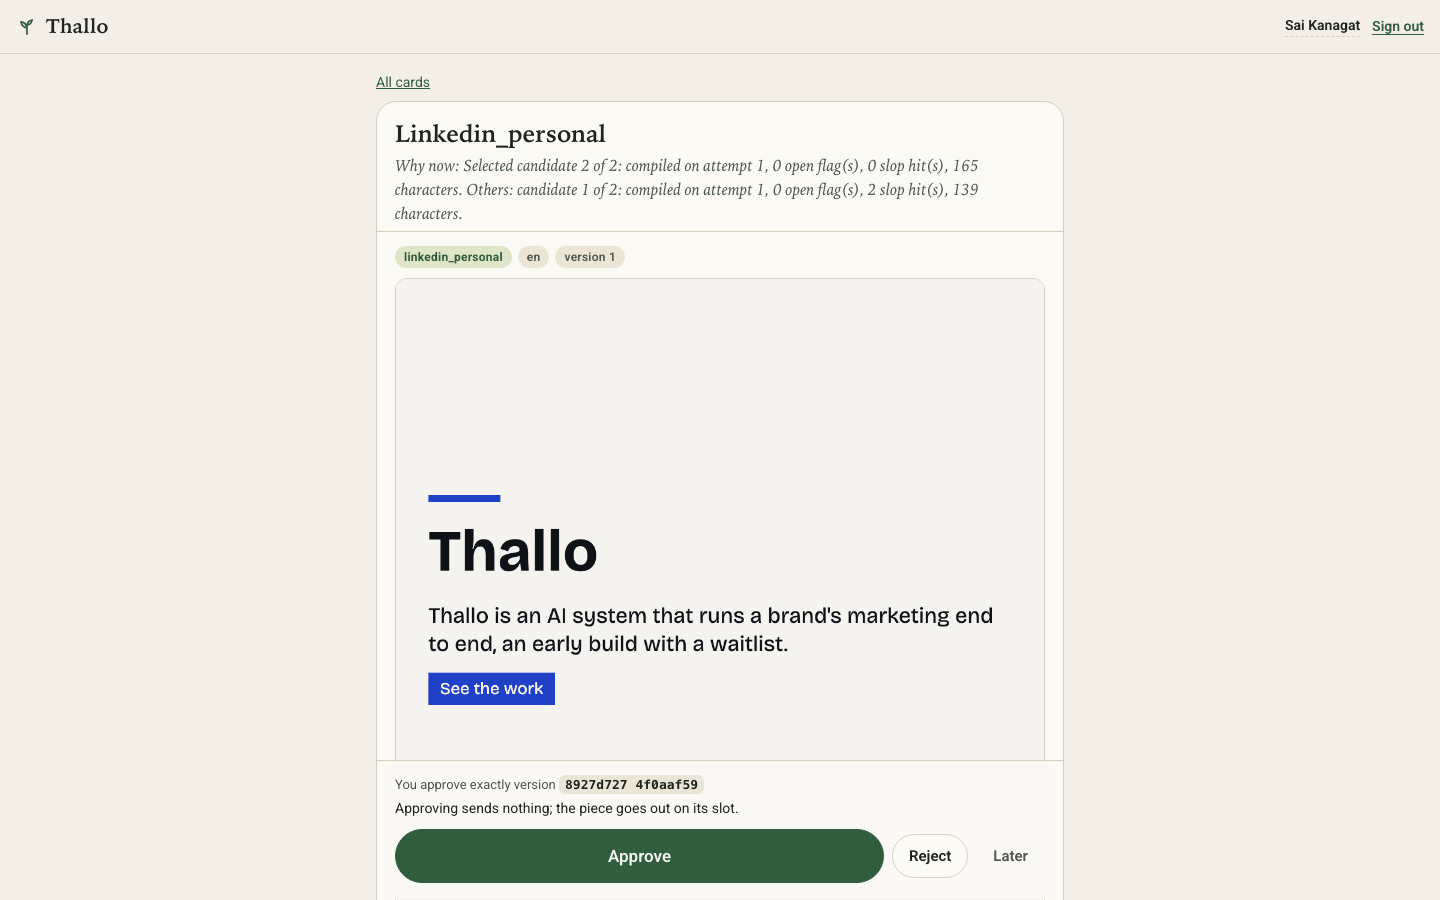 Thallo
Sai Kanagat
Sign out
All cards
Linkedin_personal
Why now: Selected candidate 2 of 2: compiled on attempt 1, 0 open flag(s), 0 slop hit(s), 165
characters. Others: candidate 1 of 2: compiled on attempt 1, 0 open flag(s), 2 slop hit(s), 139
characters.
linkedin_personal
en
version 1
Thallo
Thallo is an AI system that runs a brand's marketing end
to end, an early build with a waitlist.
See the work
You approve exactly version 8927d727 4f0aaf59
Approving sends nothing; the piece goes out on its slot.
Approve
Reject
Later